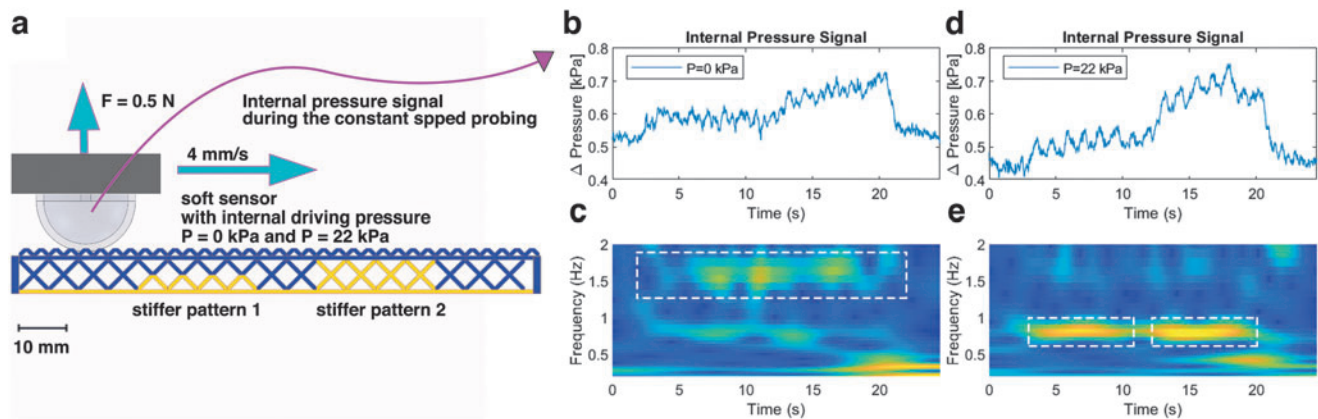 a
F = 0.5 N
Internal pressure signal
during the constant spped probing
4 mm/s
soft sensor
with internal driving pressure
P = 0 kPa and P = 22 kPa
stiffer pattern 1
stiffer pattern 2
10 mm
b
Internal Pressure Signal
P=0 kPa
Δ Pressure [kPa]
0.8
0.7
0.6
0.5
0.4
0 5 10 15 20
Time (s)
c
Frequency (Hz)
2
1.5
1
0.5
0 5 10 15 20
Time (s)
d
Internal Pressure Signal
P=22 kPa
Δ Pressure [kPa]
0.8
0.7
0.6
0.5
0.4
0 5 10 15 20
Time (s)
e
Frequency (Hz)
2
1.5
1
0.5
0 5 10 15 20
Time (s)